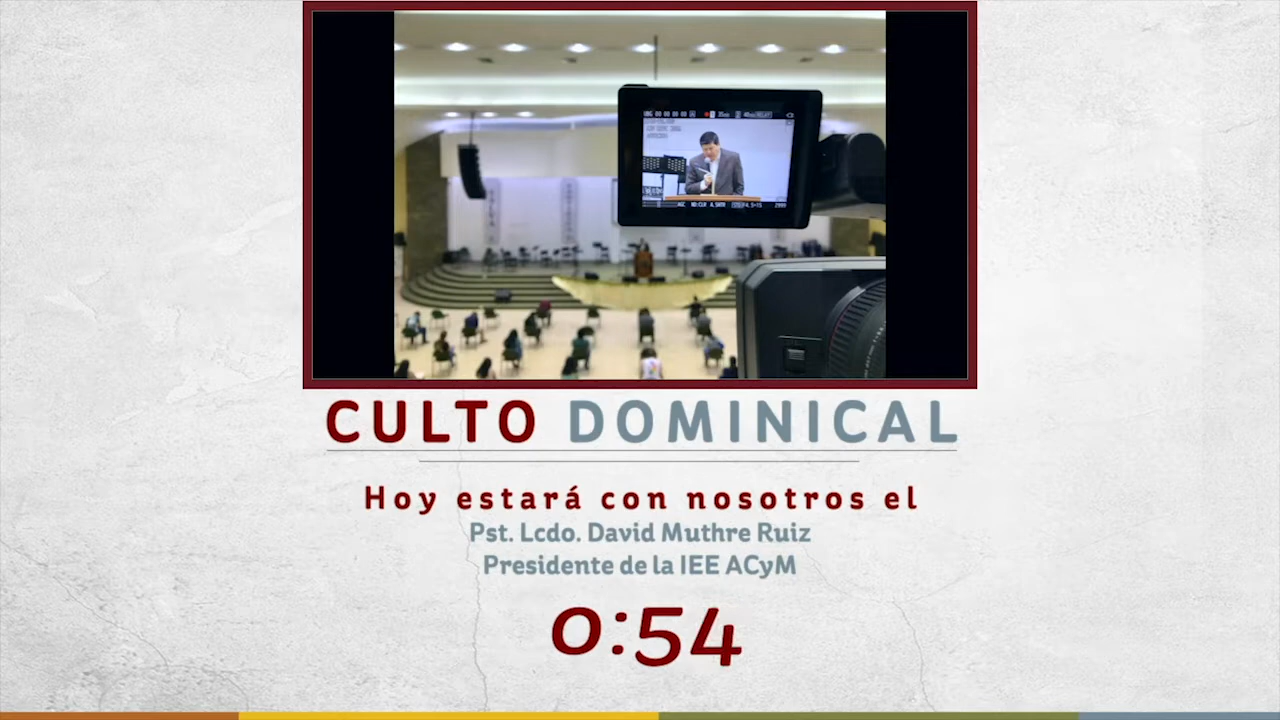 CULTO DOMINICAL
Hoy estará con nosotros el
Pst. Lcdo. David Muthre Ruiz
Presidente de la IEE ACyM
0:54